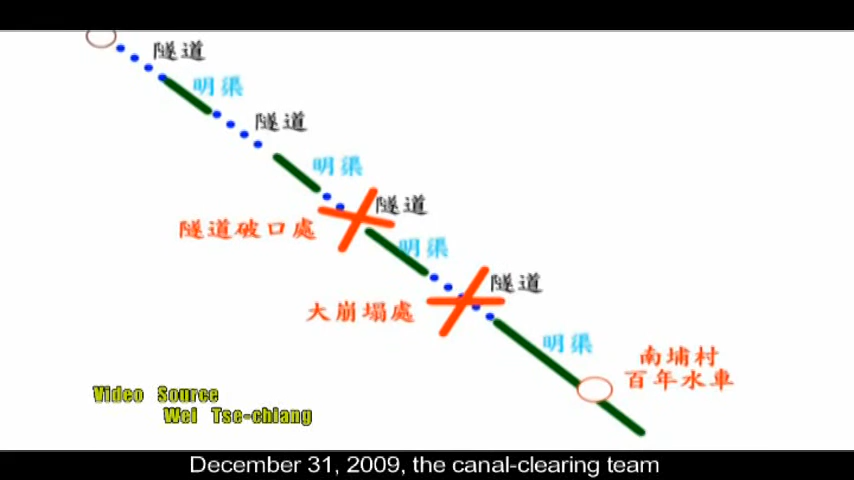 隧道
明渠
隧道
明渠
隧道
隧道破口處
明渠
隧道
大崩塌處
明渠
南埔村
百年水車
Video Source
Wei Tse-chiang
December 31, 2009, the canal-clearing team